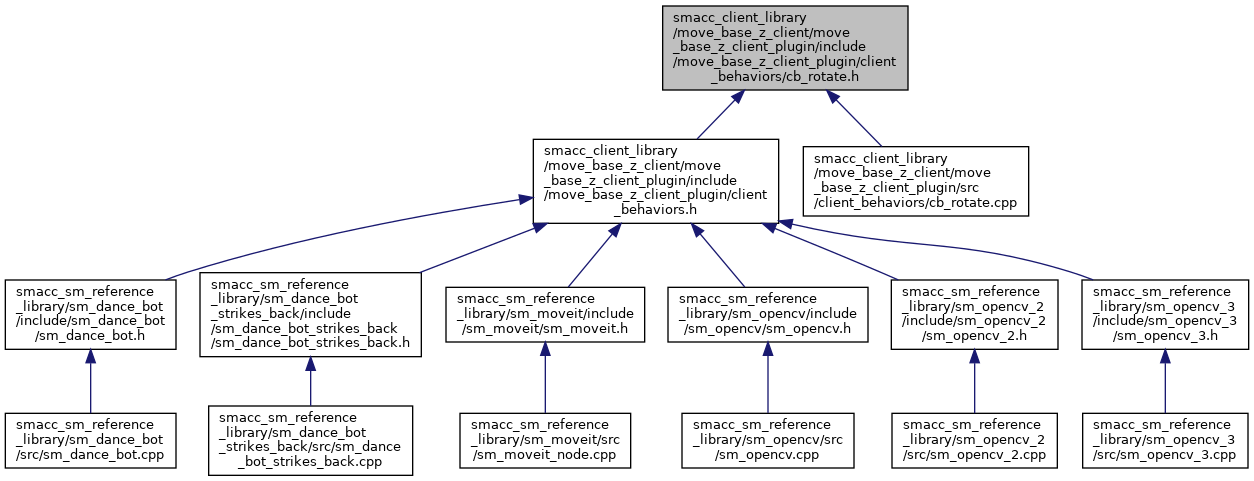 smacc_client_library
/move_base_z_client/move
_base_z_client_plugin/include
/move_base_z_client_plugin/client
_behaviors/cb_rotate.h
smacc_client_library
/move_base_z_client/move
_base_z_client_plugin/include
/move_base_z_client_plugin/client
_behaviors.h
smacc_client_library
/move_base_z_client/move
_base_z_client_plugin/src
/client_behaviors/cb_rotate.cpp
smacc_sm_reference
_library/sm_dance_bot
/include/sm_dance_bot
/sm_dance_bot.h
smacc_sm_reference
_library/sm_dance_bot
_strikes_back/include
/sm_dance_bot_strikes_back
/sm_dance_bot_strikes_back.h
smacc_sm_reference
_library/sm_moveit/include
/sm_moveit/sm_moveit.h
smacc_sm_reference
_library/sm_opencv/include
/sm_opencv/sm_opencv.h
smacc_sm_reference
_library/sm_opencv_2
/include/sm_opencv_2
/sm_opencv_2.h
smacc_sm_reference
_library/sm_opencv_3
/include/sm_opencv_3
/sm_opencv_3.h
smacc_sm_reference
_library/sm_dance_bot
/src/sm_dance_bot.cpp
smacc_sm_reference
_library/sm_dance_bot
_strikes_back/src/sm_dance
_bot_strikes_back.cpp
smacc_sm_reference
_library/sm_moveit/src
/sm_moveit_node.cpp
smacc_sm_reference
_library/sm_opencv/src
/sm_opencv.cpp
smacc_sm_reference
_library/sm_opencv_2
/src/sm_opencv_2.cpp
smacc_sm_reference
_library/sm_opencv_3
/src/sm_opencv_3.cpp